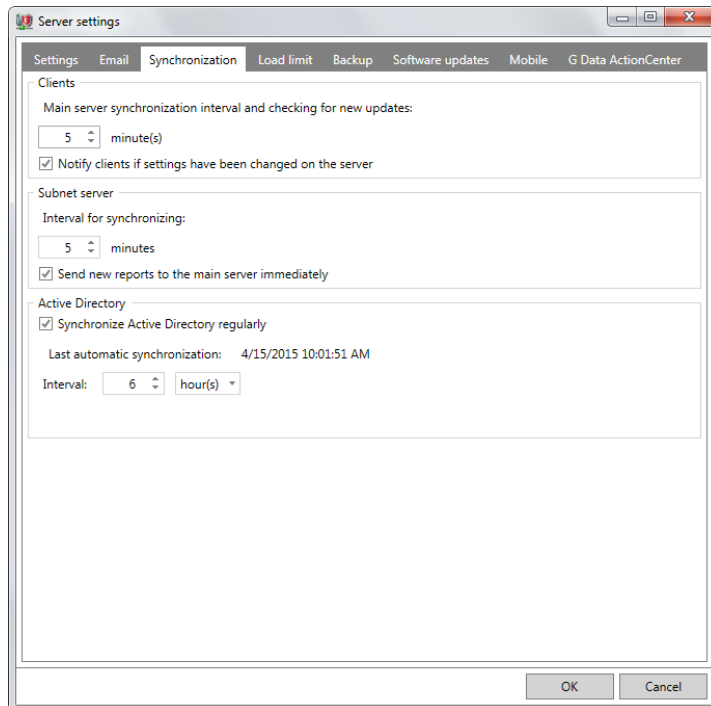 Server settings
Settings Email Synchronization Load limit Backup Software updates Mobile G Data ActionCenter
Clients
Main server synchronization interval and checking for new updates:
5 minute(s)
Notify clients if settings have been changed on the server
Subnet server
Interval for synchronizing:
5 minutes
Send new reports to the main server immediately
Active Directory
Synchronize Active Directory regularly
Last automatic synchronization: 4/15/2015 10:01:51 AM
Interval: 6 hour(s)
OK Cancel